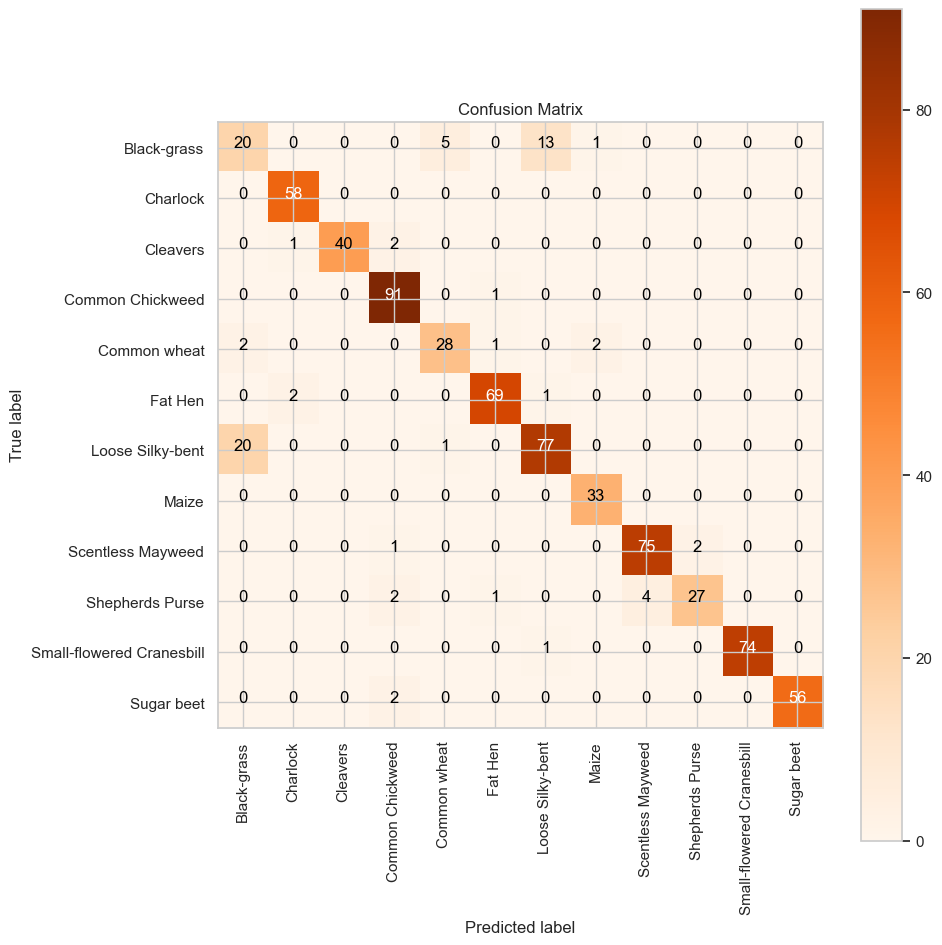 Confusion Matrix
True label
Black-grass 20 0 0 0 5 0 13 1 0 0 0 0
Charlock 0 58 0 0 0 0 0 0 0 0 0 0
Cleavers 0 1 40 2 0 0 0 0 0 0 0 0
Common Chickweed 0 0 0 91 0 1 0 0 0 0 0 0
Common wheat 2 0 0 0 28 1 0 2 0 0 0 0
Fat Hen 0 2 0 0 0 69 1 0 0 0 0 0
Loose Silky-bent 20 0 0 0 1 0 77 0 0 0 0 0
Maize 0 0 0 0 0 0 0 33 0 0 0 0
Scentless Mayweed 0 0 0 1 0 0 0 0 75 2 0 0
Shepherds Purse 0 0 0 2 0 1 0 0 4 27 0 0
Small-flowered Cranesbill 0 0 0 0 0 0 1 0 0 0 74 0
Sugar beet 0 0 0 2 0 0 0 0 0 0 0 56
Black-grass
Charlock
Cleavers
Common Chickweed
Common wheat
Fat Hen
Loose Silky-bent
Maize
Scentless Mayweed
Shepherds Purse
Small-flowered Cranesbill
Sugar beet
Predicted label
80
60
40
20
0